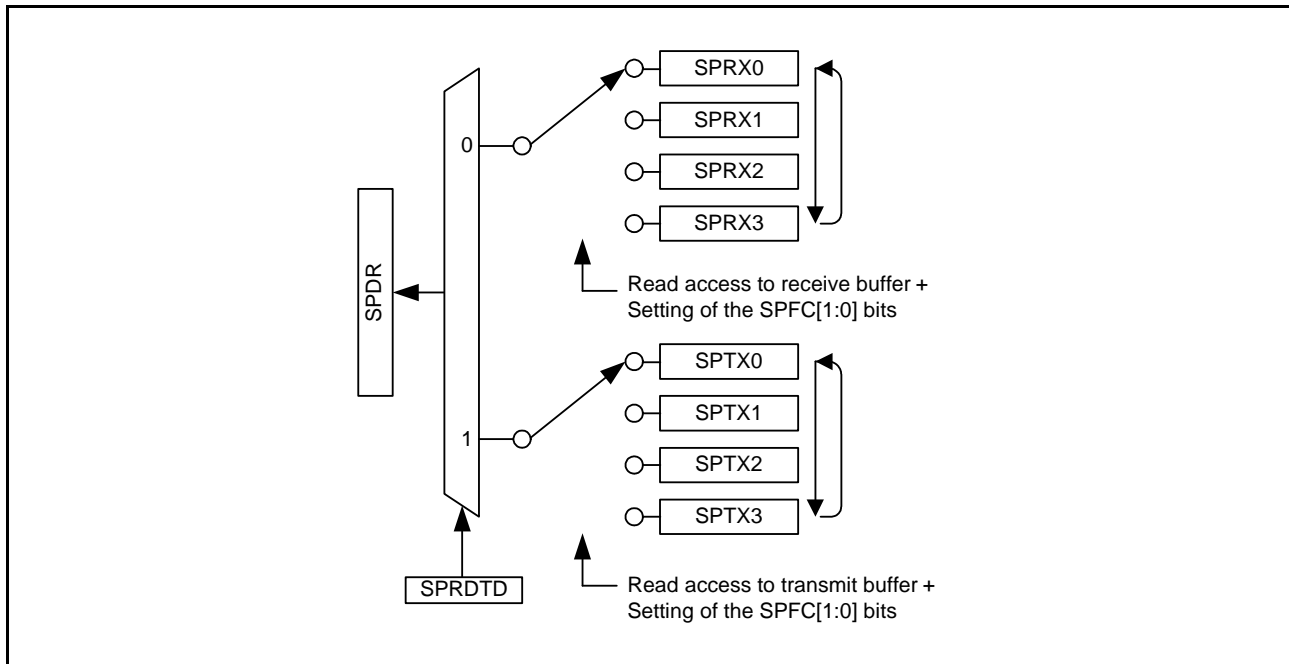 SPRX0
SPRX1
0
SPRX2
SPRX3
SPDR
Read access to receive buffer +
Setting of the SPFC[1:0] bits
SPTX0
SPTX1
1
SPTX2
SPTX3
SPRDTD
Read access to transmit buffer +
Setting of the SPFC[1:0] bits